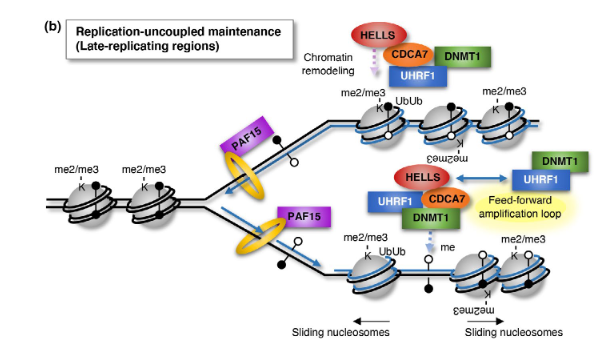 (b) Replication-uncoupled maintenance
(Late-replicating regions)
HELLS
CDCA7
DNMT1
UHRF1
Chromatin
remodeling
me2/me3
K
UbUb
me2/me3
K
K
me2me3
PAF15
me2/me3
K
me2/me3
K
PAF15
HELLS
UHRF1
CDCA7
DNMT1
DNMT1
UHRF1
Feed-forward
amplification loop
me
me2/me3
K
UbUb
me2/me3
K
K
me2me3
Sliding nucleosomes
Sliding nucleosomes